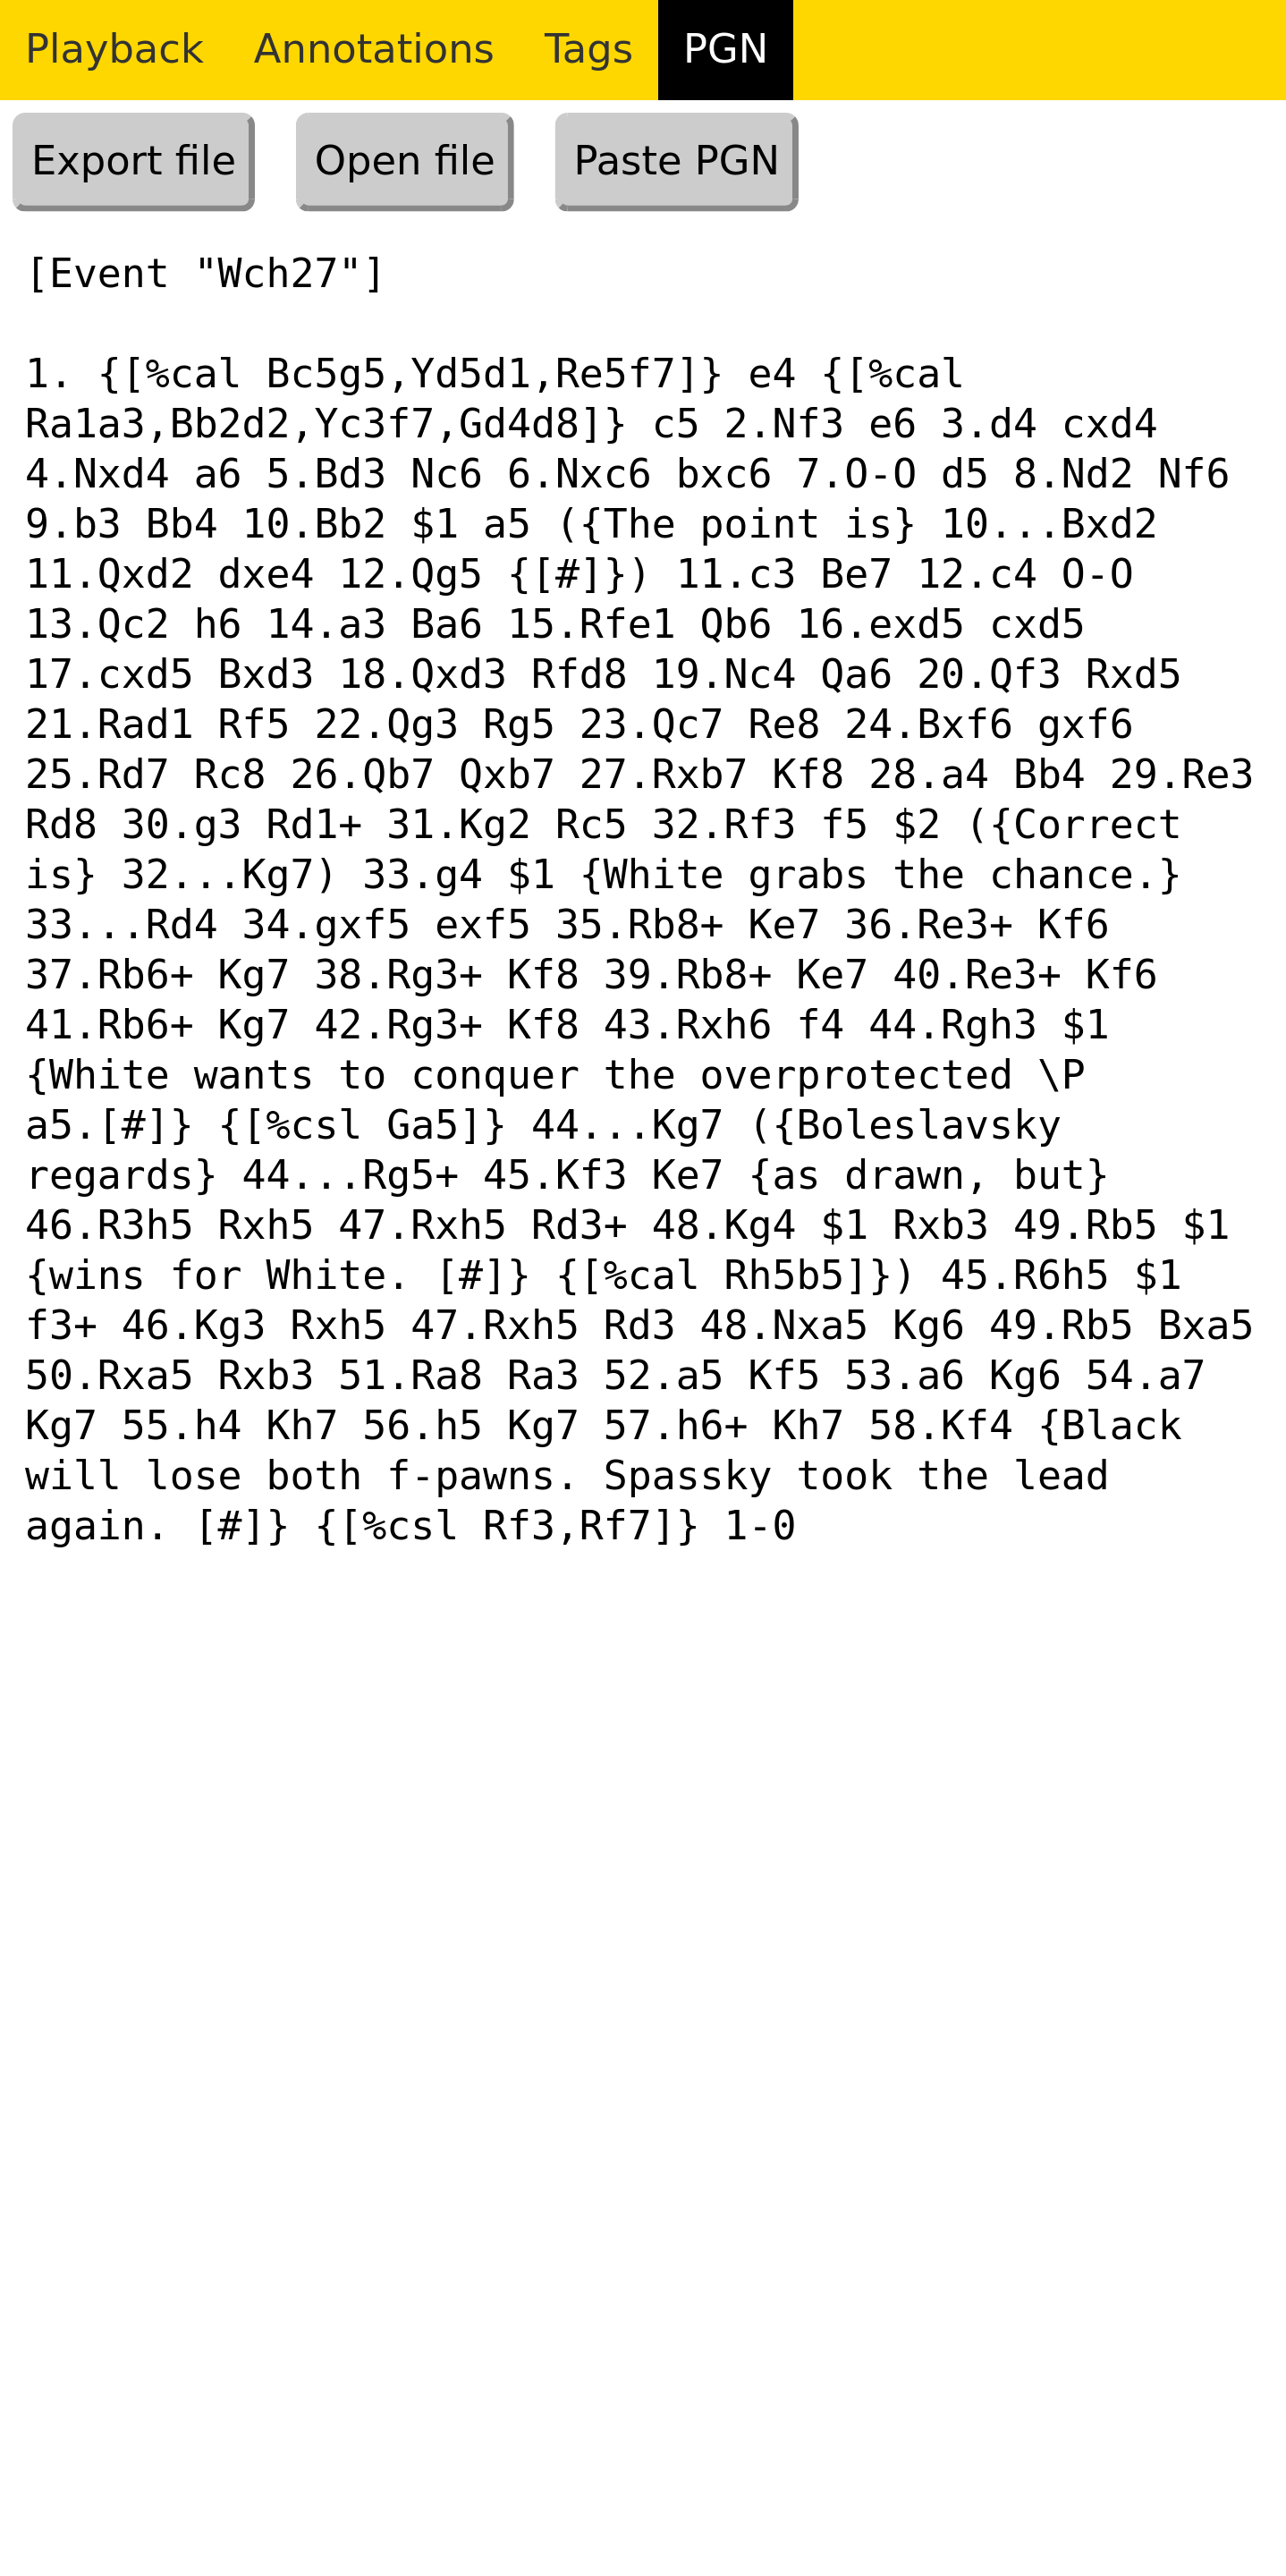 Playback Annotations Tags PGN
Export file Open file Paste PGN
[Event "Wch27"]
1. {[%cal Bc5g5,Yd5d1,Re5f7]} e4 {[%cal
Ra1a3,Bb2d2,Yc3f7,Gd4d8]} c5 2.Nf3 e6 3.d4 cxd4
4.Nxd4 a6 5.Bd3 Nc6 6.Nxc6 bxc6 7.O-O d5 8.Nd2 Nf6
9.b3 Bb4 10.Bb2 $1 a5 ({The point is} 10...Bxd2
11.Qxd2 dxe4 12.Qg5 {[#]}) 11.c3 Be7 12.c4 O-O
13.Qc2 h6 14.a3 Ba6 15.Rfe1 Qb6 16.exd5 cxd5
17.cxd5 Bxd3 18.Qxd3 Rfd8 19.Nc4 Qa6 20.Qf3 Rxd5
21.Rad1 Rf5 22.Qg3 Rg5 23.Qc7 Re8 24.Bxf6 gxf6
25.Rd7 Rc8 26.Qb7 Qxb7 27.Rxb7 Kf8 28.a4 Bb4 29.Re3
Rd8 30.g3 Rd1+ 31.Kg2 Rc5 32.Rf3 f5 $2 ({Correct
is} 32...Kg7) 33.g4 $1 {White grabs the chance.}
33...Rd4 34.gxf5 exf5 35.Rb8+ Ke7 36.Re3+ Kf6
37.Rb6+ Kg7 38.Rg3+ Kf8 39.Rb8+ Ke7 40.Re3+ Kf6
41.Rb6+ Kg7 42.Rg3+ Kf8 43.Rxh6 f4 44.Rgh3 $1
{White wants to conquer the overprotected \P
a5.[#]} {[%csl Ga5]} 44...Kg7 ({Boleslavsky
regards} 44...Rg5+ 45.Kf3 Ke7 {as drawn, but}
46.R3h5 Rxh5 47.Rxh5 Rd3+ 48.Kg4 $1 Rxb3 49.Rb5 $1
{wins for White. [#]} {[%cal Rh5b5]}) 45.R6h5 $1
f3+ 46.Kg3 Rxh5 47.Rxh5 Rd3 48.Nxa5 Kg6 49.Rb5 Bxa5
50.Rxa5 Rxb3 51.Ra8 Ra3 52.a5 Kf5 53.a6 Kg6 54.a7
Kg7 55.h4 Kh7 56.h5 Kg7 57.h6+ Kh7 58.Kf4 {Black
will lose both f-pawns. Spassky took the lead
again. [#]} {[%csl Rf3,Rf7]} 1-0